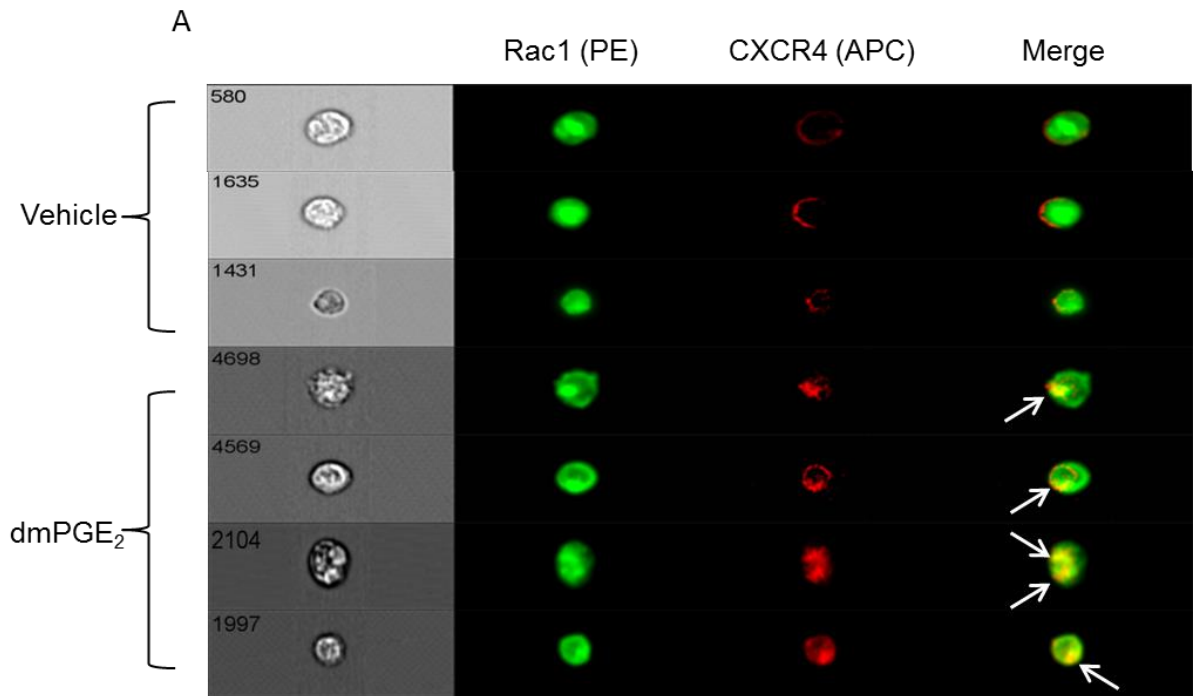 A
Rac1 (PE) CXCR4 (APC) Merge
580
1635
Vehicle
1431
4698
4569
dmPGE₂
2104
1997